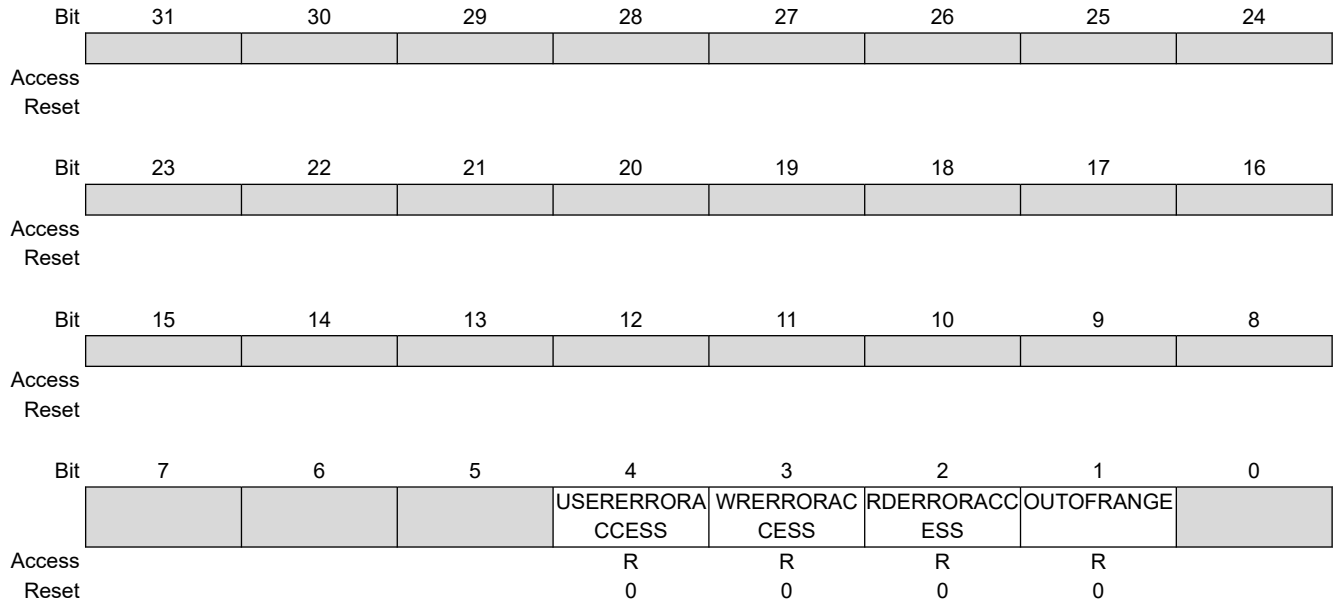 Bit 31 30 29 28 27 26 25 24
Access
Reset
Bit 23 22 21 20 19 18 17 16
Access
Reset
Bit 15 14 13 12 11 10 9 8
Access
Reset
Bit 7 6 5 4 3 2 1 0
USERERRORA WRERRORAC RDERRORACC OUTOFRANGE
CCESS CESS ESS
Access R R R R
Reset 0 0 0 0